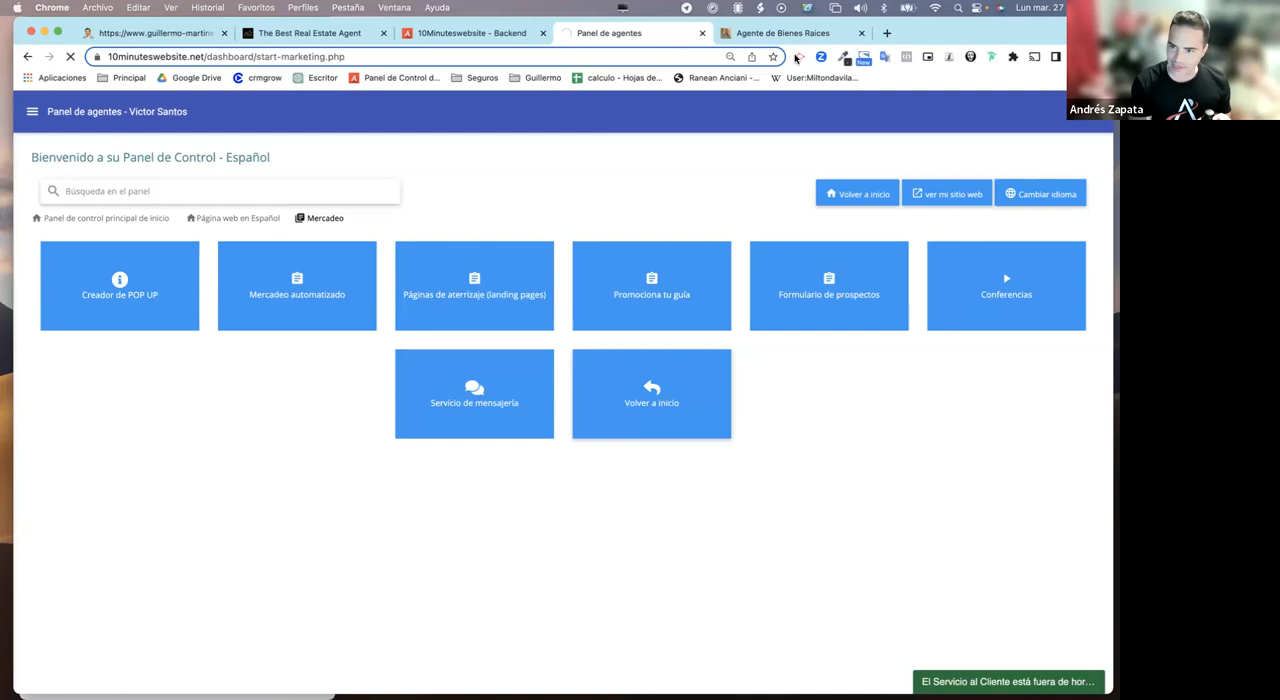 Chrome Archivo Editar Ver Historial Favoritos Perfiles Pestaña Ventana Ayuda Lun mar. 27
https://www.guillermo-martine The Best Real Estate Agent 10Minuteswebsite - Backend Panel de agentes Agente de Bienes Raices
10minuteswebsite.net/dashboard/start-marketing.php New
Aplicaciones Principal Google Drive crmgrow Escritor Panel de Control d... Seguros Guillermo calculo - Hojas de... Ranean Anciani -... User:Miltondavila...
Andrés Zapata
Panel de agentes - Victor Santos
Bienvenido a su Panel de Control - Español
Búsqueda en el panel
Volver a inicio ver mi sitio web Cambiar idioma
Panel de control principal de inicio Página web en Español Mercadeo
Creador de POP UP Mercadeo automatizado Páginas de aterrizaje (landing pages) Promociona tu guía Formulario de prospectos Conferencias
Servicio de mensajería Volver a inicio
El Servicio al Cliente está fuera de hor...